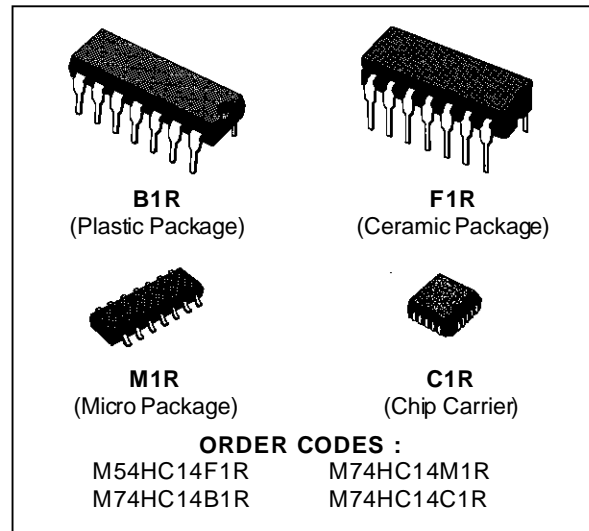 B1R
(Plastic Package)
F1R
(Ceramic Package)
M1R
(Micro Package)
C1R
(Chip Carrier)
ORDER CODES :
M54HC14F1R M74HC14M1R
M74HC14B1R M74HC14C1R